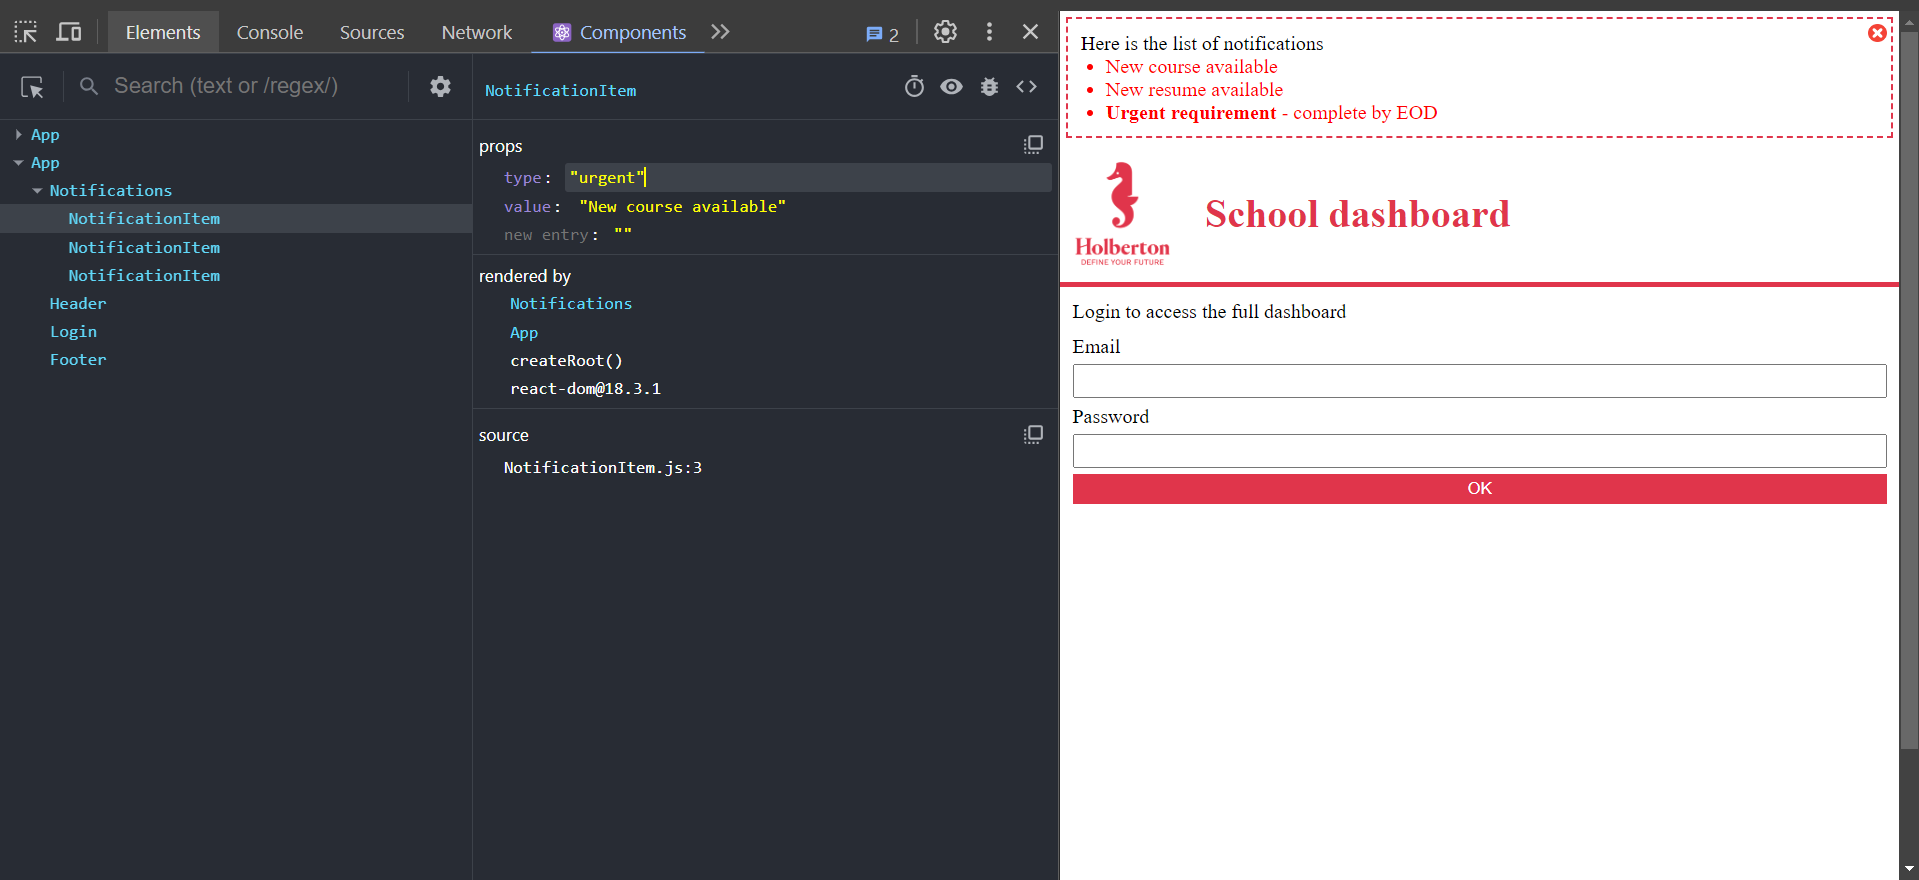 Elements Console Sources Network Components 2
Search (text or /regex/)
App
App
Notifications
NotificationItem
NotificationItem
NotificationItem
Header
Login
Footer
NotificationItem
props
type: "urgent"
value: "New course available"
new entry: ""
rendered by
Notifications
App
createRoot()
react-dom@18.3.1
source
NotificationItem.js:3
Here is the list of notifications
New course available
New resume available
Urgent requirement - complete by EOD
Holberton
DEFINE YOUR FUTURE
School dashboard
Login to access the full dashboard
Email
Password
OK